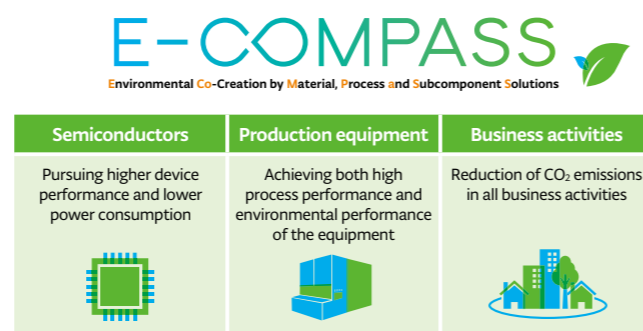 E-COMPASS
Environmental Co-Creation by Material, Process and Subcomponent Solutions
Semiconductors
Pursuing higher device
performance and lower
power consumption
Production equipment
Achieving both high
process performance and
environmental performance
of the equipment
Business activities
Reduction of CO₂ emissions
in all business activities